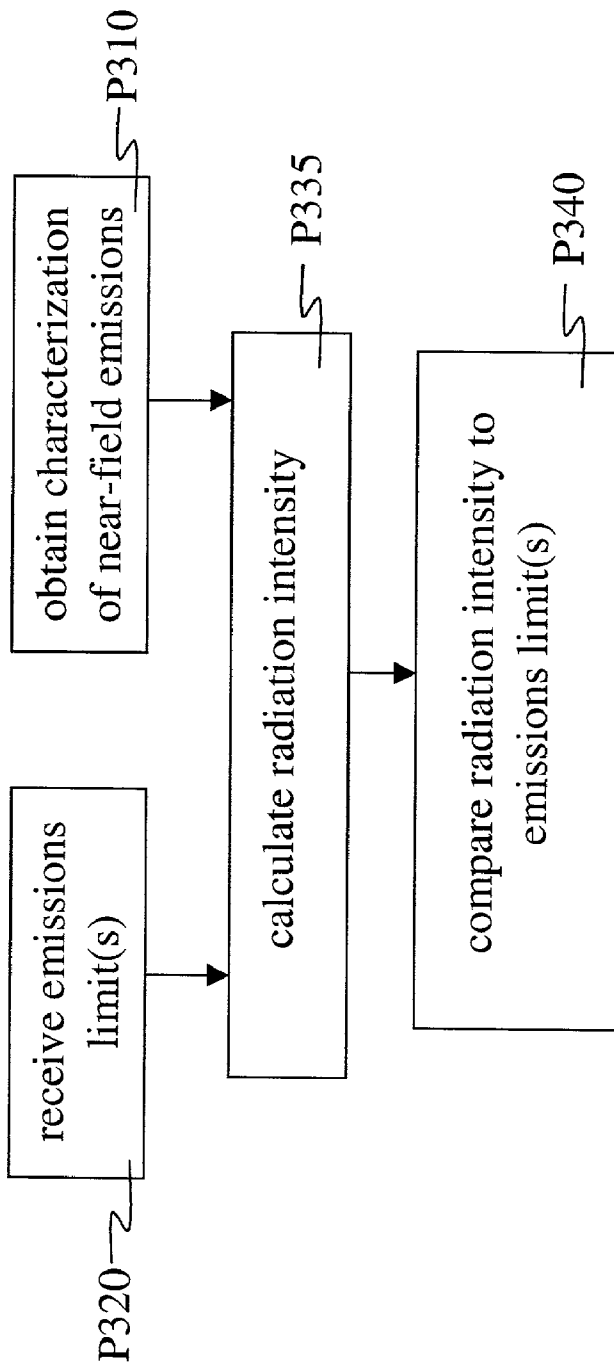 P320
receive emissions
limit(s)
obtain characterization
of near-field emissions
P310
calculate radiation intensity
P335
compare radiation intensity to
emissions limit(s)
P340